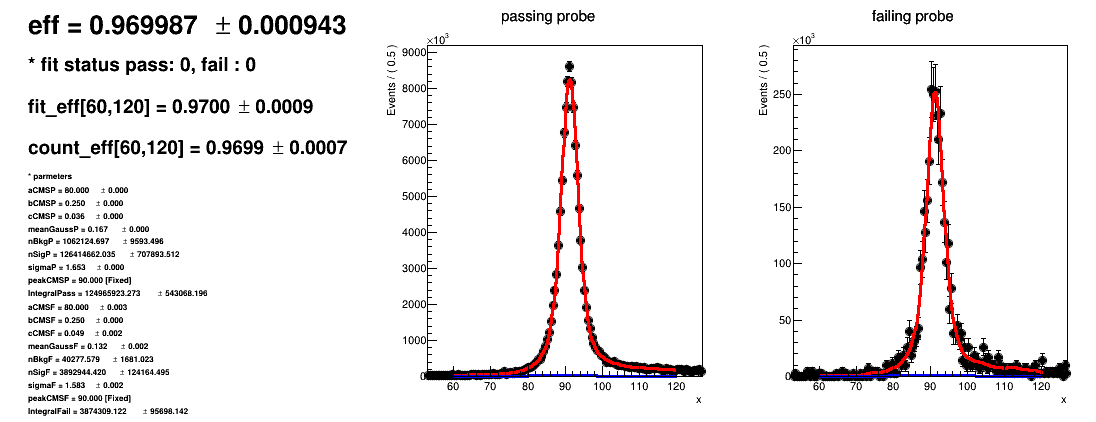 eff = 0.969987 ± 0.000943
* fit status pass: 0, fail : 0
fit_eff[60,120] = 0.9700 ± 0.0009
count_eff[60,120] = 0.9699 ± 0.0007
* parmeters
aCMSP = 80.000 ± 0.000
bCMSP = 0.250 ± 0.000
cCMSP = 0.036 ± 0.000
meanGaussP = 0.167 ± 0.000
nBkgP = 1062124.697 ± 9593.496
nSigP = 126414662.035 ± 707893.512
sigmaP = 1.653 ± 0.000
peakCMSP = 90.000 [Fixed]
IntegralPass = 124965923.273 ± 543068.196
aCMSF = 80.000 ± 0.003
bCMSF = 0.250 ± 0.000
cCMSF = 0.049 ± 0.002
meanGaussF = 0.132 ± 0.002
nBkgF = 40277.579 ± 1681.023
nSigF = 3892944.420 ± 124164.495
sigmaF = 1.583 ± 0.002
peakCMSF = 90.000 [Fixed]
IntegralFail = 3874309.122 ± 95698.142
passing probe
×10³
Events / ( 0.5 )
9000
8000
7000
6000
5000
4000
3000
2000
1000
0
60 70 80 90 100 110 120
x
failing probe
×10³
Events / ( 0.5 )
250
200
150
100
50
0
60 70 80 90 100 110 120
x